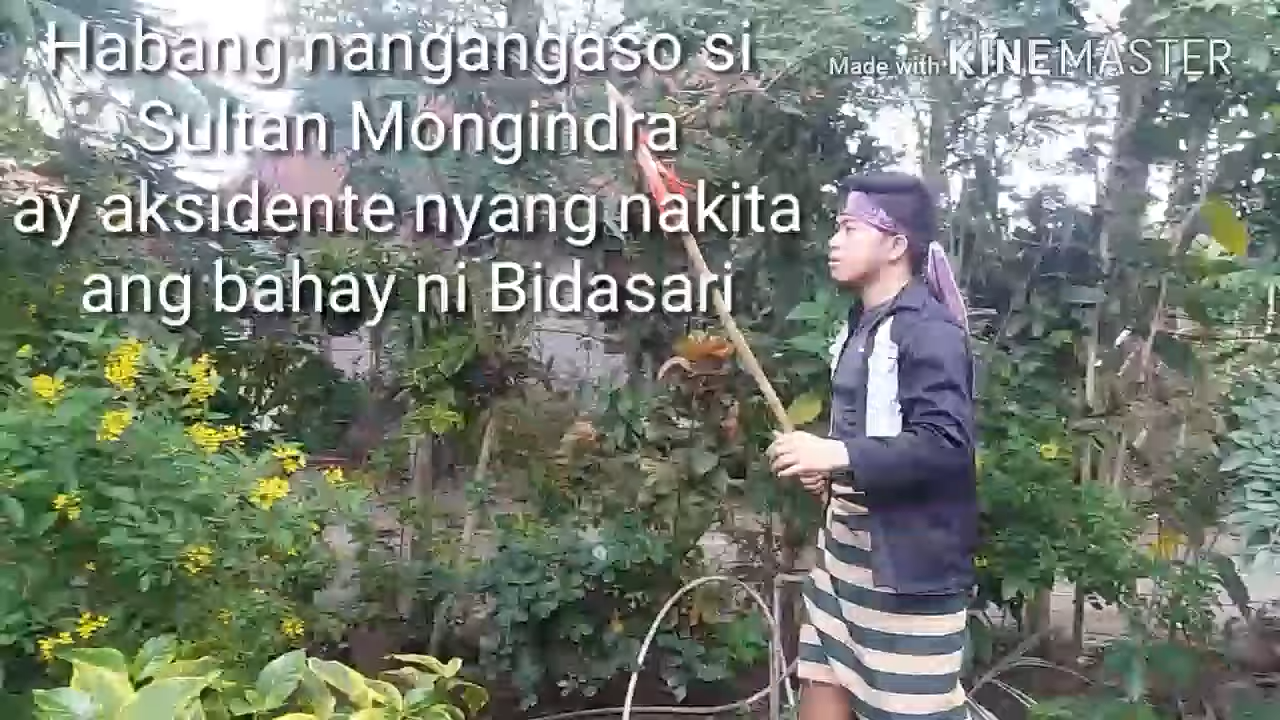 Habang nangangaso si
Made with KINEMASTER
Sultan Mongindra
ay aksidente nyang nakita
ang bahay ni Bidasari